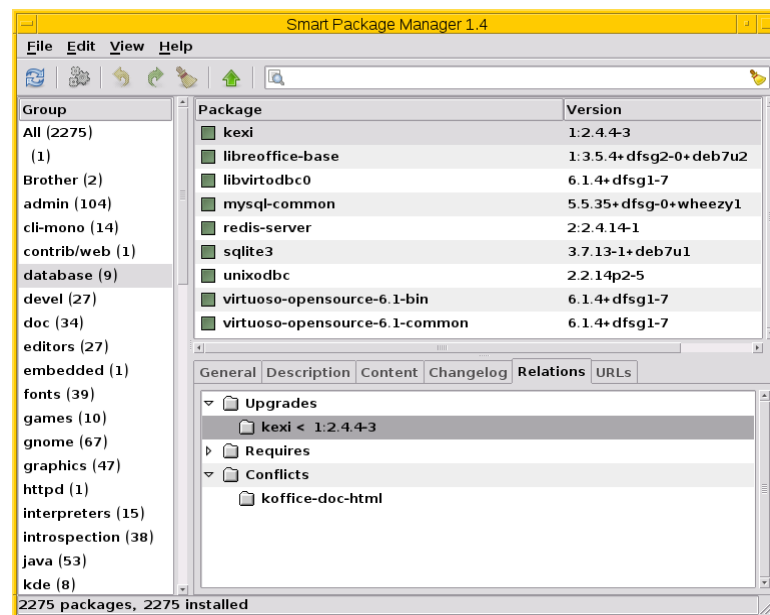 Smart Package Manager 1.4
File Edit View Help
Group
All (2275)
(1)
Brother (2)
admin (104)
cli-mono (14)
contrib/web (1)
database (9)
devel (27)
doc (34)
editors (27)
embedded (1)
fonts (39)
games (10)
gnome (67)
graphics (47)
httpd (1)
interpreters (15)
introspection (38)
java (53)
kde (8)
Package Version
kexi 1:2.4.4-3
libreoffice-base 1:3.5.4+dfsg2-0+deb7u2
libvirtodbc0 6.1.4+dfsg1-7
mysql-common 5.5.35+dfsg-0+wheezy1
redis-server 2:2.4.14-1
sqlite3 3.7.13-1+deb7u1
unixodbc 2.2.14p2-5
virtuoso-opensource-6.1-bin 6.1.4+dfsg1-7
virtuoso-opensource-6.1-common 6.1.4+dfsg1-7
General Description Content Changelog Relations URLs
Upgrades
kexi < 1:2.4.4-3
Requires
Conflicts
koffice-doc-html
2275 packages, 2275 installed